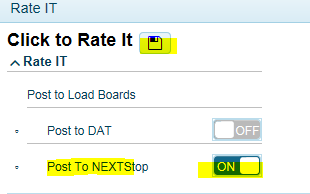 Rate IT
Click to Rate It
Rate IT
Post to Load Boards
Post to DAT OFF
Post To NEXTStop ON